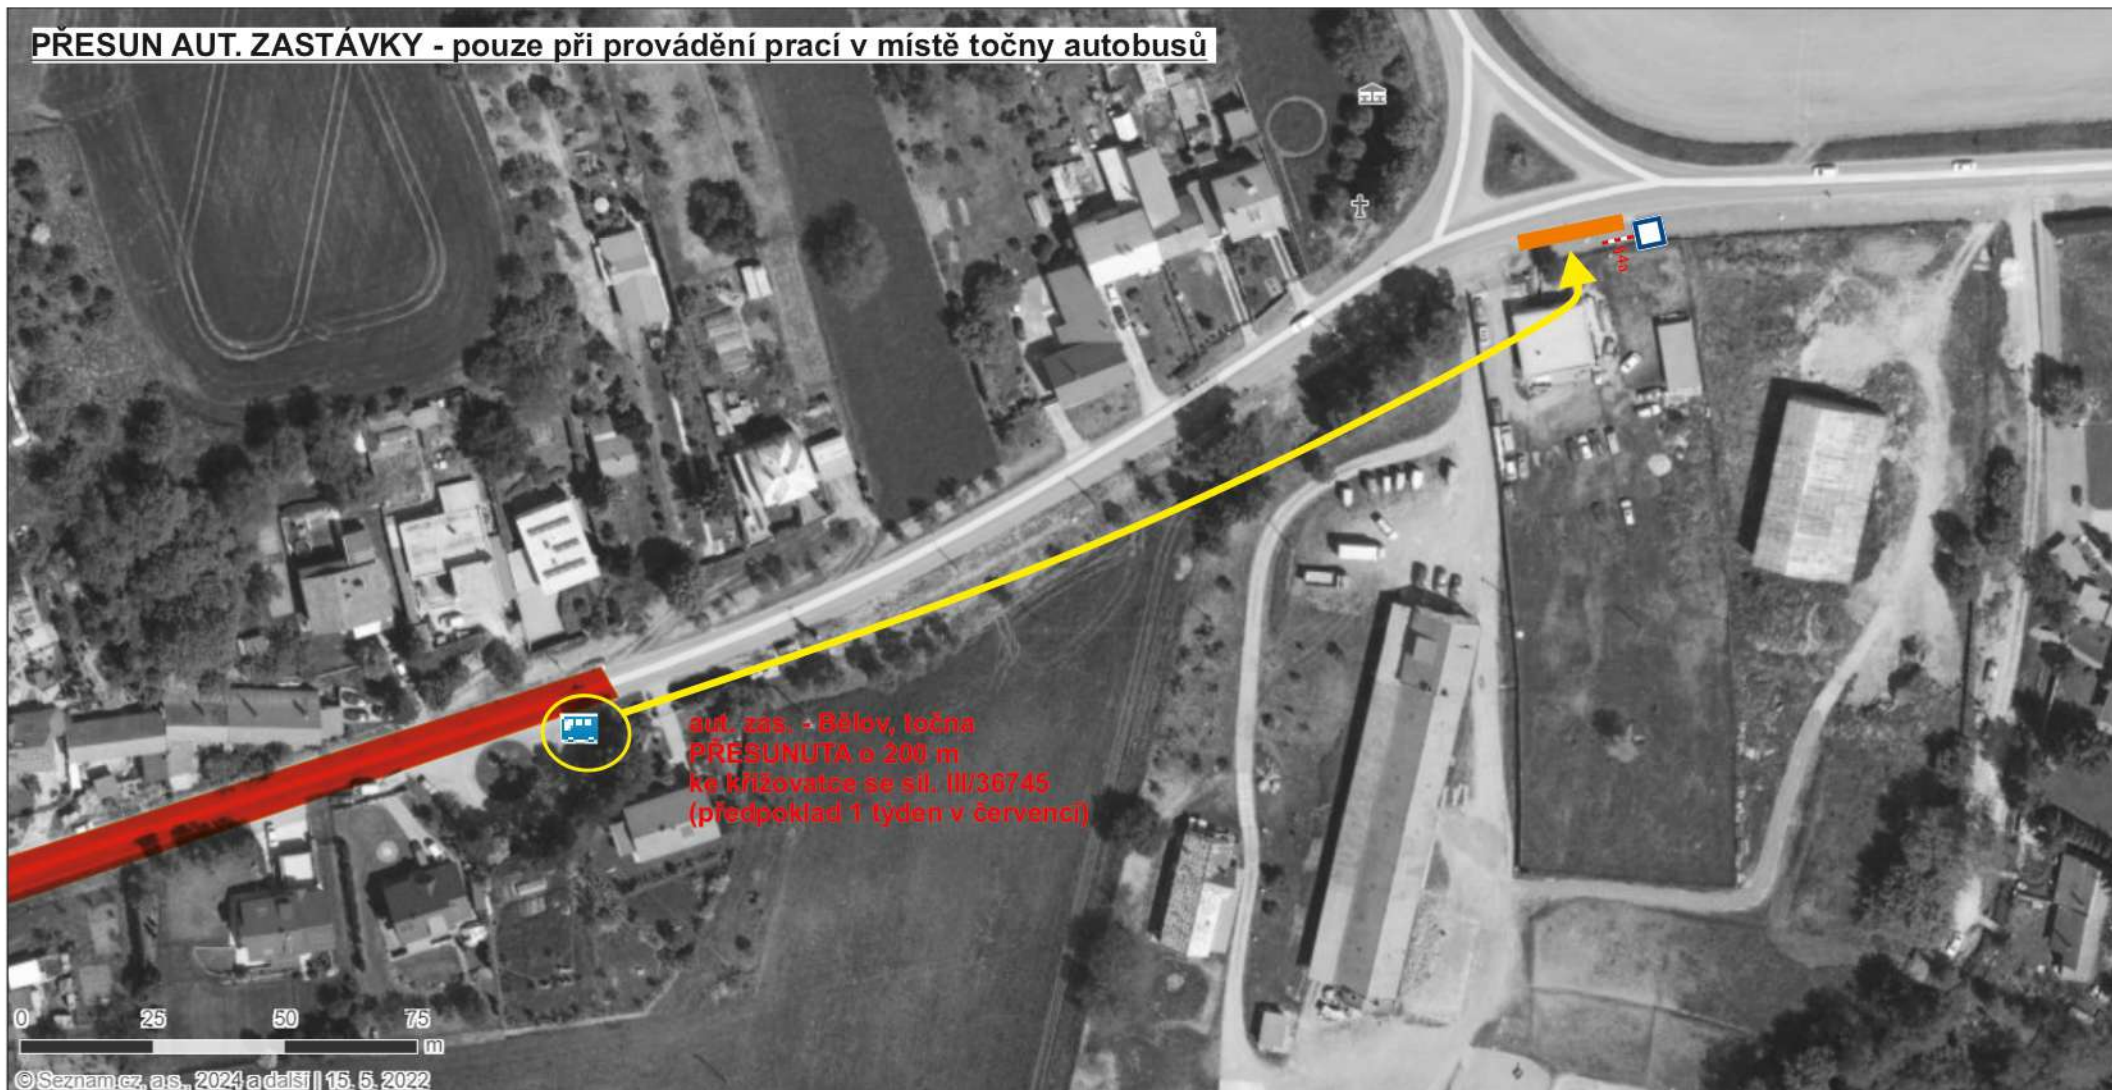 PŘESUN AUT. ZASTÁVKY - pouze při provádění prací v místě točny autobusů
aut. zas. - Bělov, točna
PŘESUNUTA o 200 m
ke křižovatce se sil. III/36745
(předpoklad 1 týden v červenci)
0 25 50 75
m
© Seznam.cz, a.s., 2024 a další | 15. 5. 2022